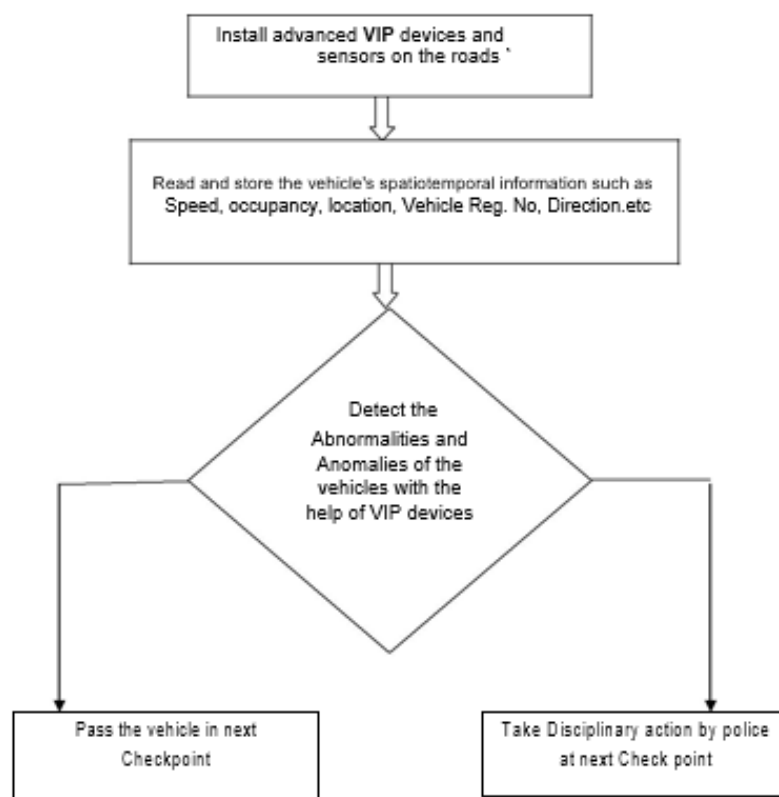 Install advanced VIP devices and
sensors on the roads `
Read and store the vehicle's spatiotemporal information such as
Speed, occupancy, location, Vehicle Reg. No, Direction.etc
Detect the
Abnormalities and
Anomalies of the
vehicles with the
help of VIP devices
Pass the vehicle in next
Checkpoint
Take Disciplinary action by police
at next Check point